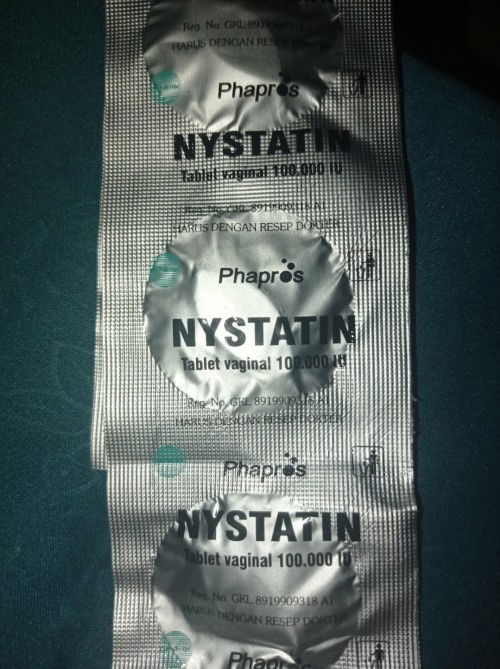 Reg. No. GKL 8919909318 A1
HARUS DENGAN RESEP DOKTER
Phapros
NYSTATIN
Tablet vaginal 100.000 IU
Reg. No. GKL 8919909318 A1
HARUS DENGAN RESEP DOKTER
Phapros
NYSTATIN
Tablet vaginal 100.000 IU
Reg. No. GKL 8919909318 A1
HARUS DENGAN RESEP DOKTER
Phapros
NYSTATIN
Tablet vaginal 100.000 IU
Reg. No. GKL 8919909318 A1
HARUS DENGAN RESEP DOKTER
Phapros